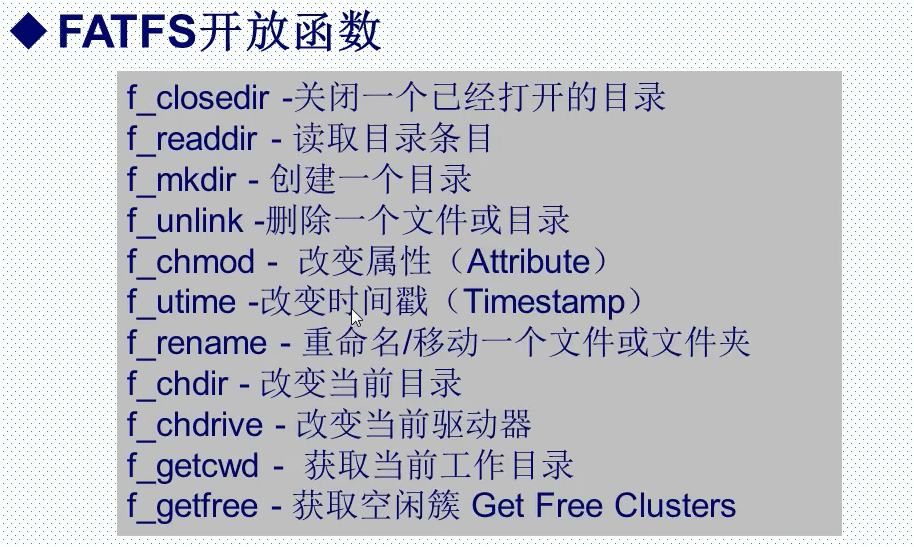 ◆FATFS开放函数
f_closedir -关闭一个已经打开的目录
f_readdir - 读取目录条目
f_mkdir - 创建一个目录
f_unlink -删除一个文件或目录
f_chmod - 改变属性（Attribute）
f_utime -改变时间戳（Timestamp）
f_rename - 重命名/移动一个文件或文件夹
f_chdir - 改变当前目录
f_chdrive - 改变当前驱动器
f_getcwd - 获取当前工作目录
f_getfree - 获取空闲簇 Get Free Clusters